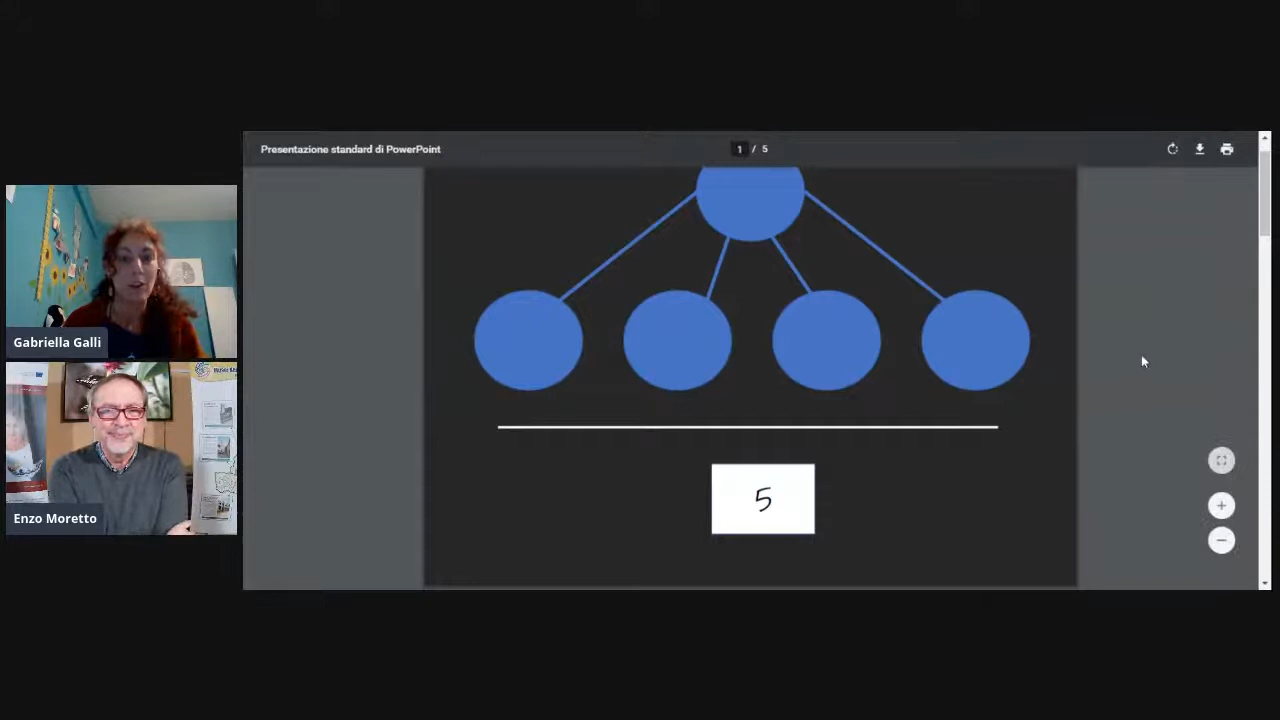 Presentazione standard di PowerPoint
1 / 5
Gabriella Galli
Enzo Moretto
5